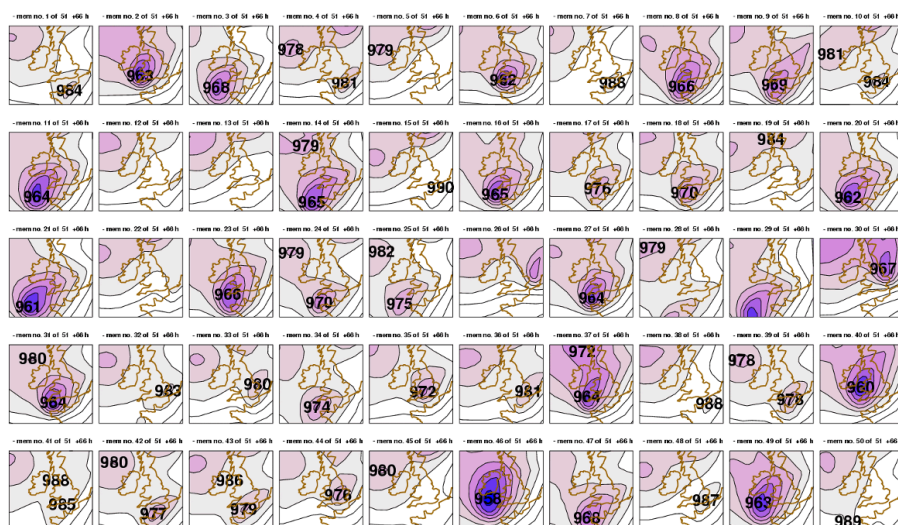 - mem no. 1 of 51 +66 h - mem no. 2 of 51 +66 h - mem no. 3 of 51 +66 h - mem no. 4 of 51 +66 h - mem no. 5 of 51 +66 h - mem no. 6 of 51 +66 h - mem no. 7 of 51 +66 h - mem no. 8 of 51 +66 h - mem no. 9 of 51 +66 h - mem no. 10 of 51 +66 h
984 963 968 978 981 979 962 983 966 969 981 984
- mem no. 11 of 51 +66 h - mem no. 12 of 51 +66 h - mem no. 13 of 51 +66 h - mem no. 14 of 51 +66 h - mem no. 15 of 51 +66 h - mem no. 16 of 51 +66 h - mem no. 17 of 51 +66 h - mem no. 18 of 51 +66 h - mem no. 19 of 51 +66 h - mem no. 20 of 51 +66 h
964 979 965 990 965 976 970 984 962
- mem no. 21 of 51 +66 h - mem no. 22 of 51 +66 h - mem no. 23 of 51 +66 h - mem no. 24 of 51 +66 h - mem no. 25 of 51 +66 h - mem no. 26 of 51 +66 h - mem no. 27 of 51 +66 h - mem no. 28 of 51 +66 h - mem no. 29 of 51 +66 h - mem no. 30 of 51 +66 h
961 966 979 970 982 975 964 979 967
- mem no. 31 of 51 +66 h - mem no. 32 of 51 +66 h - mem no. 33 of 51 +66 h - mem no. 34 of 51 +66 h - mem no. 35 of 51 +66 h - mem no. 36 of 51 +66 h - mem no. 37 of 51 +66 h - mem no. 38 of 51 +66 h - mem no. 39 of 51 +66 h - mem no. 40 of 51 +66 h
980 964 983 980 974 972 981 972 964 988 978 978 960
- mem no. 41 of 51 +66 h - mem no. 42 of 51 +66 h - mem no. 43 of 51 +66 h - mem no. 44 of 51 +66 h - mem no. 45 of 51 +66 h - mem no. 46 of 51 +66 h - mem no. 47 of 51 +66 h - mem no. 48 of 51 +66 h - mem no. 49 of 51 +66 h - mem no. 50 of 51 +66 h
988 985 980 977 986 979 976 980 968 987 963 989